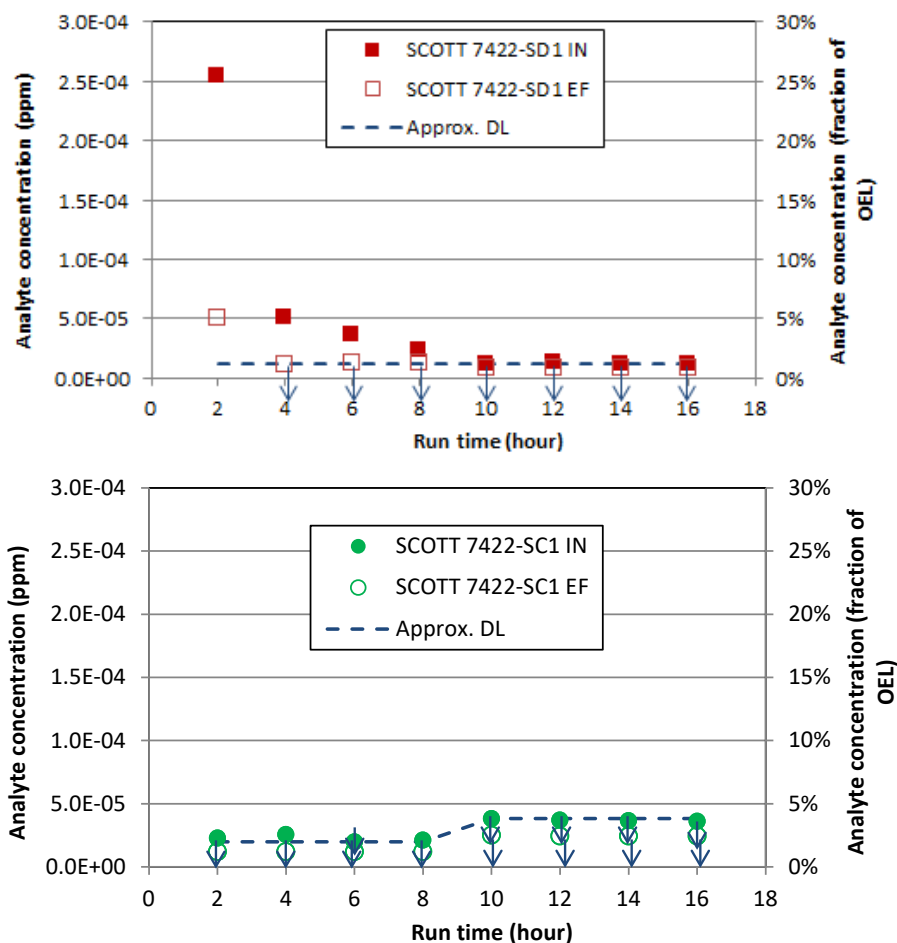 3.0E-04
2.5E-04
2.0E-04
1.5E-04
1.0E-04
5.0E-05
0.0E+00
Analyte concentration (ppm)
SCOTT 7422-SD1 IN
SCOTT 7422-SD1 EF
Approx. DL
30%
25%
20%
15%
10%
5%
0%
Analyte concentration (fraction of
OEL)
0 2 4 6 8 10 12 14 16 18
Run time (hour)
3.0E-04
2.5E-04
2.0E-04
1.5E-04
1.0E-04
5.0E-05
0.0E+00
Analyte concentration (ppm)
SCOTT 7422-SC1 IN
SCOTT 7422-SC1 EF
Approx. DL
30%
25%
20%
15%
10%
5%
0%
Analyte concentration (fraction of
OEL)
0 2 4 6 8 10 12 14 16 18
Run time (hour)